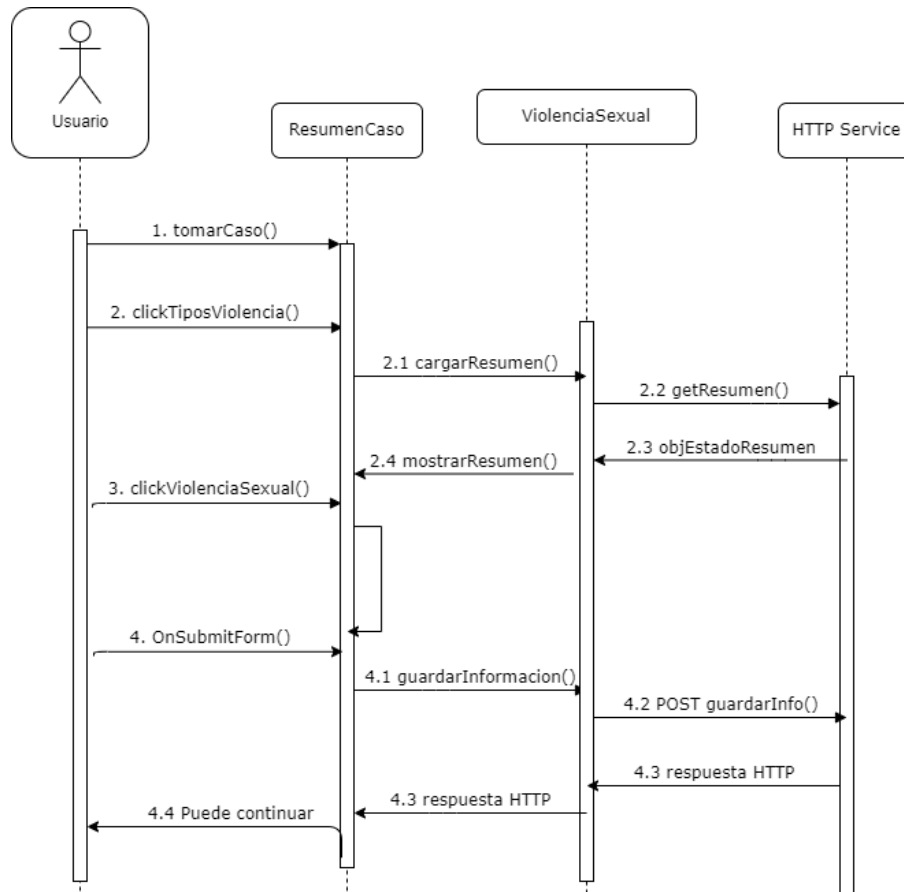 Usuario
ResumenCaso
ViolenciaSexual
HTTP Service
1. tomarCaso()
2. clickTiposViolencia()
2.1 cargarResumen()
2.2 getResumen()
2.3 objEstadoResumen
2.4 mostrarResumen()
3. clickViolenciaSexual()
4. OnSubmitForm()
4.1 guardarInformacion()
4.2 POST guardarInfo()
4.3 respuesta HTTP
4.3 respuesta HTTP
4.4 Puede continuar